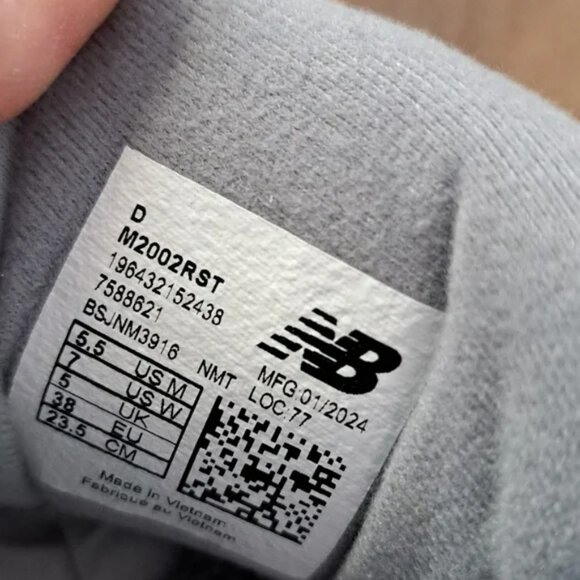 D
M2002RST
196432152438
7588621
BSJNM3916 NMT
NB
MFG:01/2024
LOC:77
5.5 US M
7 US W
5 UK
38 EU
23.5 CM
Made in Vietnam
Fabriqué au Vietnam